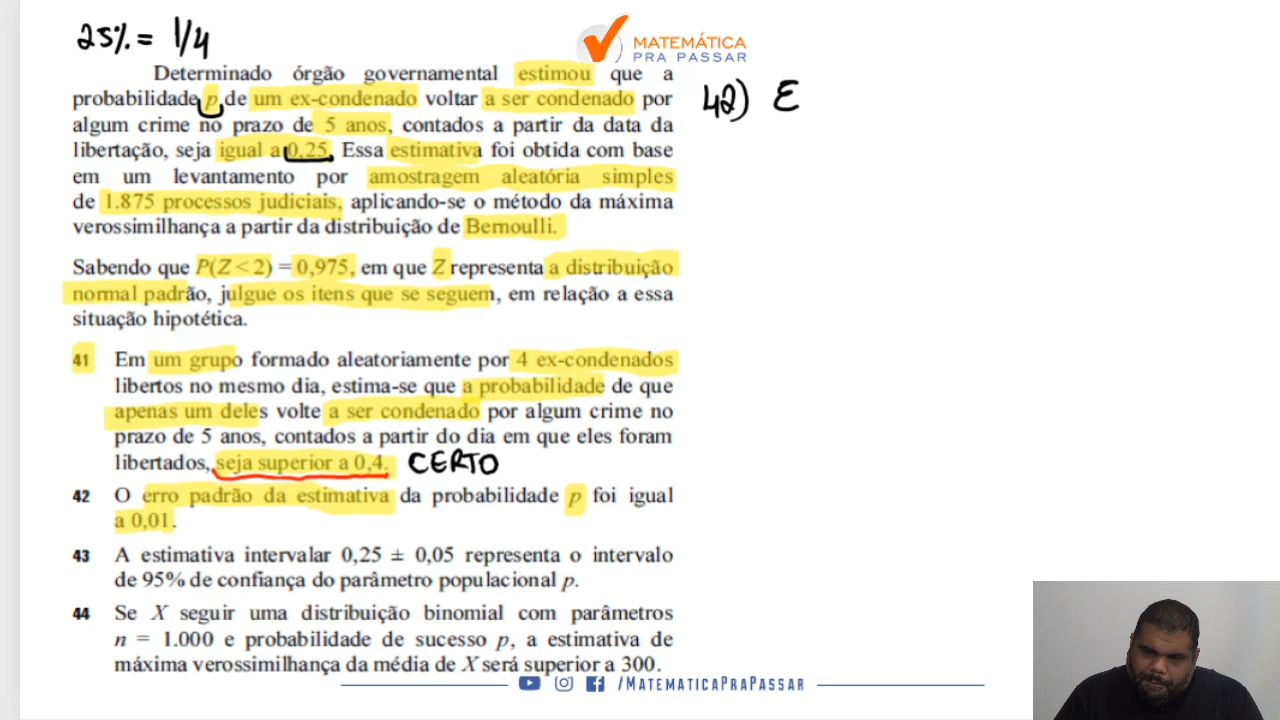 25% = 1/4
MATEMÁTICA
PRA PASSAR
Determinado órgão governamental estimou que a
probabilidade p de um ex-condenado voltar a ser condenado por
algum crime no prazo de 5 anos, contados a partir da data da
libertação, seja igual a 0,25. Essa estimativa foi obtida com base
em um levantamento por amostragem aleatória simples
de 1.875 processos judiciais, aplicando-se o método da máxima
verossimilhança a partir da distribuição de Bernoulli.
Sabendo que P(Z < 2) = 0,975, em que Z representa a distribuição
normal padrão, julgue os itens que se seguem, em relação a essa
situação hipotética.
42) E
41 Em um grupo formado aleatoriamente por 4 ex-condenados
libertos no mesmo dia, estima-se que a probabilidade de que
apenas um deles volte a ser condenado por algum crime no
prazo de 5 anos, contados a partir do dia em que eles foram
libertados, seja superior a 0,4. CERTO
42 O erro padrão da estimativa da probabilidade p foi igual
a 0,01.
43 A estimativa intervalar 0,25 ± 0,05 representa o intervalo
de 95% de confiança do parâmetro populacional p.
44 Se X seguir uma distribuição binomial com parâmetros
n = 1.000 e probabilidade de sucesso p, a estimativa de
máxima verossimilhança da média de X será superior a 300.
/MATEMATICAPRAPASSAR